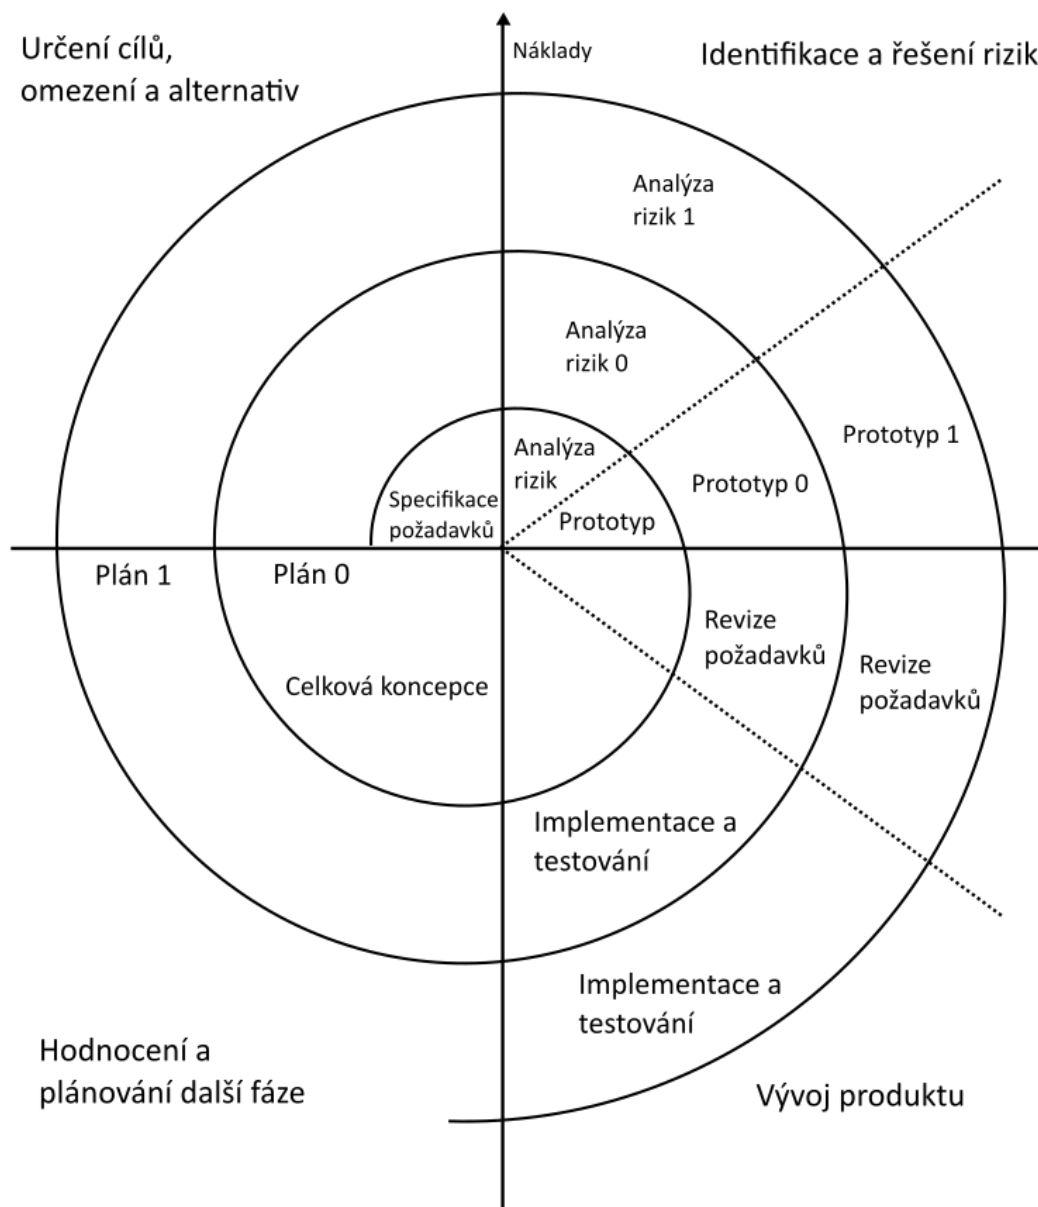 Určení cílů,
omezení a alternativ
Náklady
Identifikace a řešení rizik
Analýza
rizik 1
Analýza
rizik 0
Analýza
rizik
Prototyp 1
Prototyp 0
Prototyp
Specifikace
požadavků
Plán 1
Plán 0
Revize
požadavků
Revize
požadavků
Celková koncepce
Implementace a
testování
Implementace a
testování
Hodnocení a
plánování další fáze
Vývoj produktu